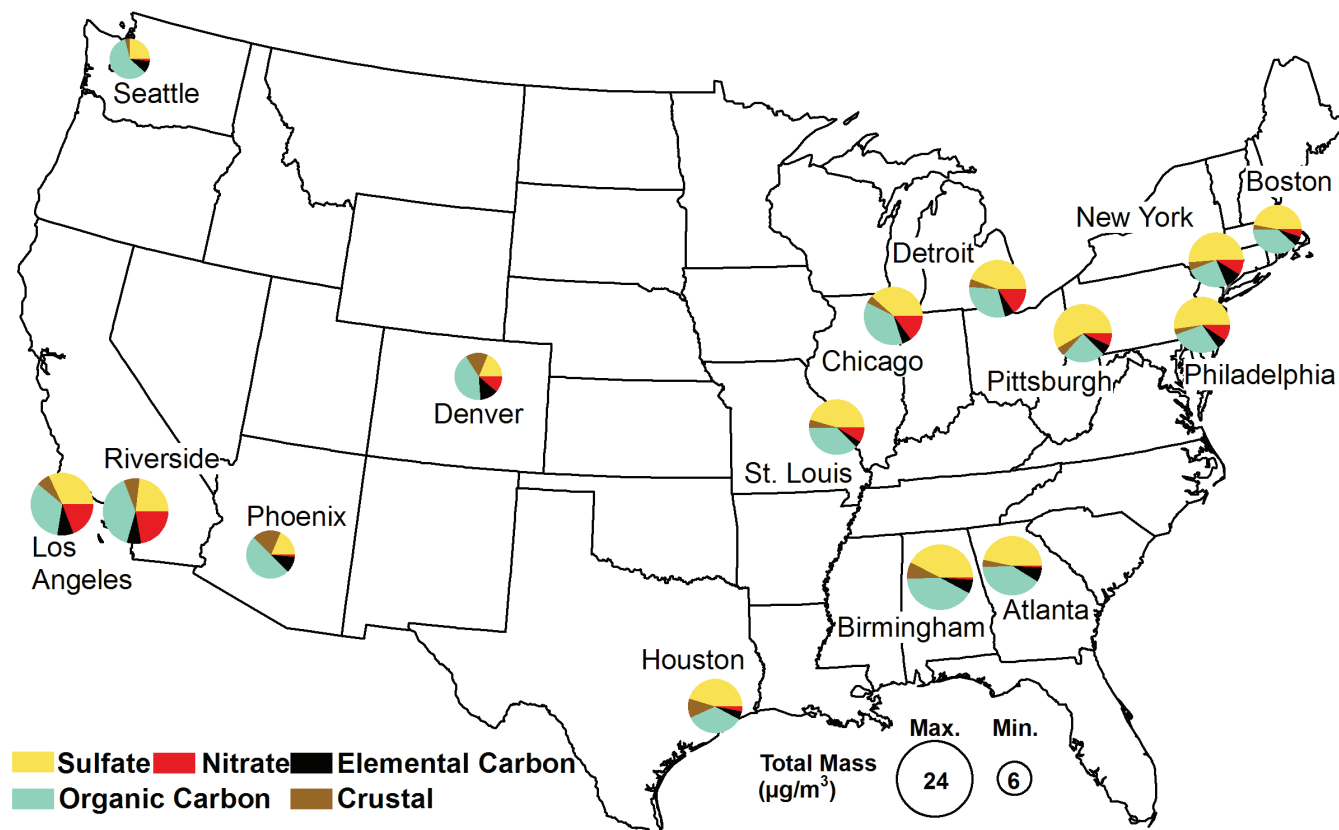 Seattle
Boston
New York
Detroit
Chicago
Pittsburgh
Philadelphia
Denver
St. Louis
Riverside
Los
Angeles
Phoenix
Birmingham
Atlanta
Houston
Max.
Min.
Total Mass
(µg/m³)
24
6
Sulfate
Nitrate
Elemental Carbon
Organic Carbon
Crustal